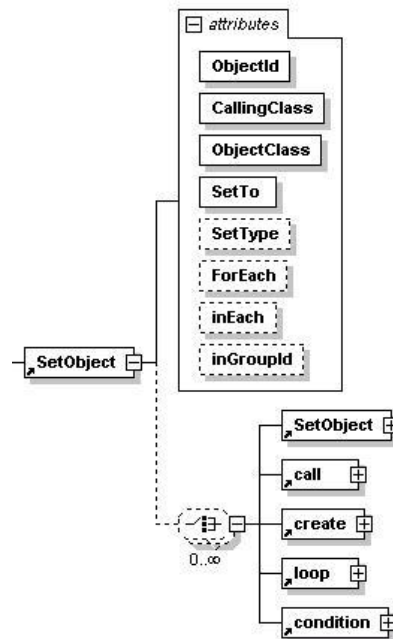 attributes
ObjectId
CallingClass
ObjectClass
SetTo
SetType
ForEach
inEach
inGroupId
SetObject
SetObject
call
create
0..∞
loop
condition